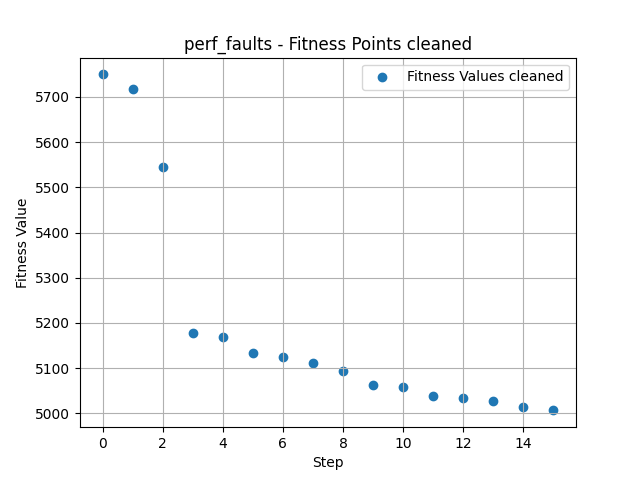 perf_faults - Fitness Points cleaned
Fitness Values cleaned
Fitness Value
5700
5600
5500
5400
5300
5200
5100
5000
0 2 4 6 8 10 12 14
Step